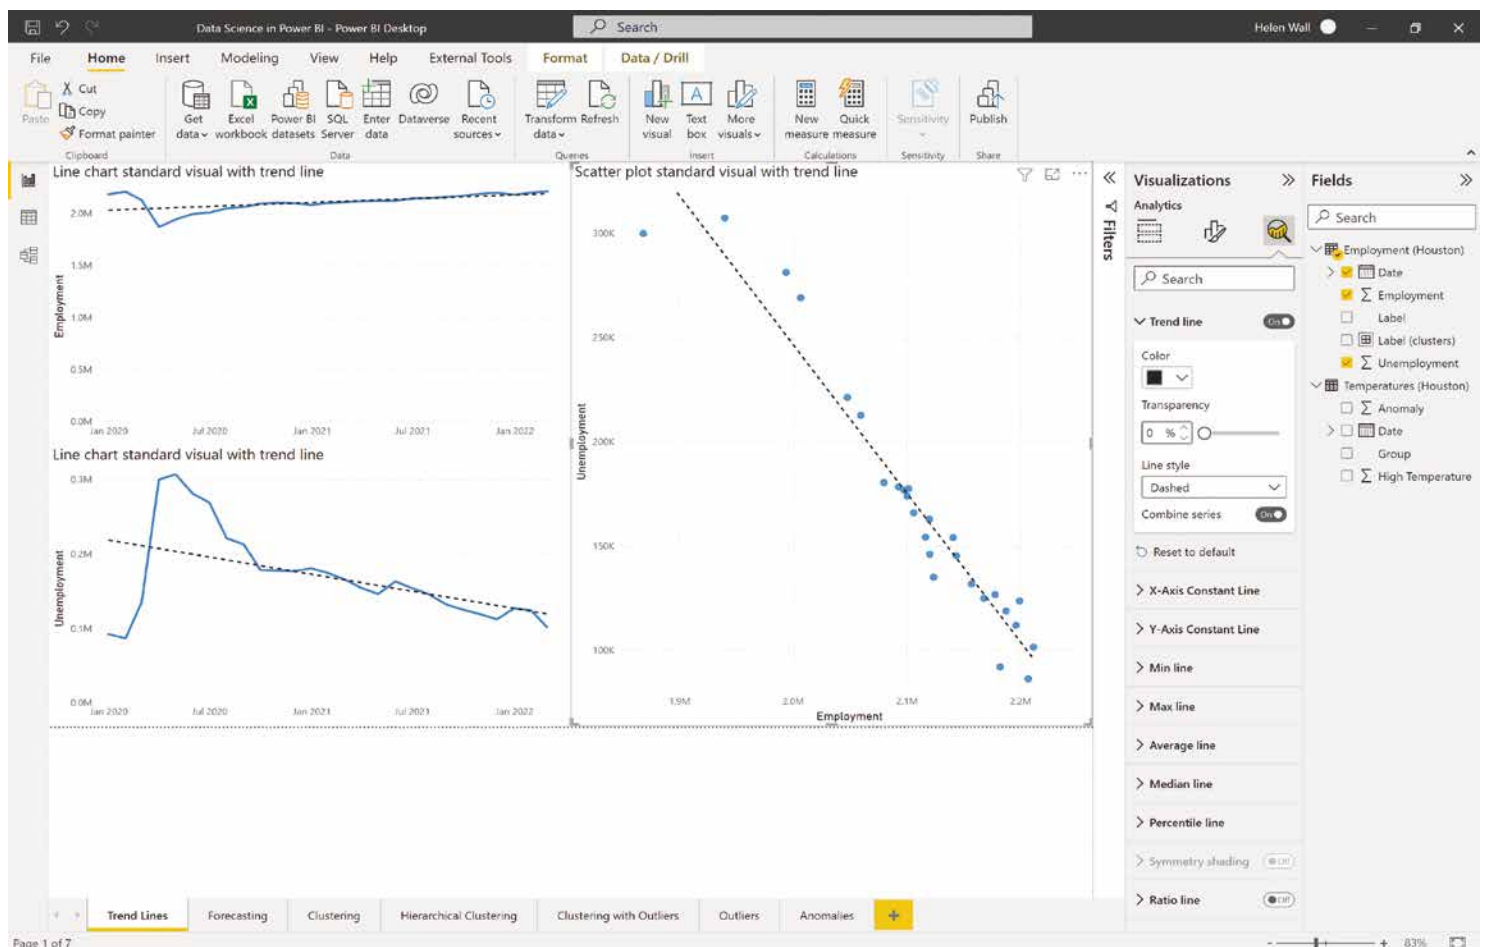 Data Science in Power BI - Power BI Desktop
Search
Helen Wall
File Home Insert Modeling View Help External Tools Format Data / Drill
Paste
Cut
Copy
Format painter
Clipboard
Get data
Excel workbook
Power BI datasets
SQL Server
Enter data
Dataverse
Recent sources
Data
Transform data
Refresh
Queries
New visual
Text box
More visuals
Insert
New measure
Quick measure
Calculations
Sensitivity
Sensitivity
Publish
Share
Line chart standard visual with trend line
2.0M
1.5M
1.0M
0.5M
0.0M
Employment
Jan 2020 Jul 2020 Jan 2021 Jul 2021 Jan 2022
Line chart standard visual with trend line
0.3M
0.2M
0.1M
0.0M
Unemployment
Jan 2020 Jul 2020 Jan 2021 Jul 2021 Jan 2022
Scatter plot standard visual with trend line
300K
250K
200K
150K
100K
Unemployment
1.9M 2.0M 2.1M 2.2M
Employment
Filters
Visualizations
Analytics
Search
Trend line On
Color
Transparency
0 %
Line style
Dashed
Combine series On
Reset to default
X-Axis Constant Line
Y-Axis Constant Line
Min line
Max line
Average line
Median line
Percentile line
Symmetry shading Off
Ratio line Off
Fields
Search
Employment (Houston)
Date
Employment
Label
Label (clusters)
Unemployment
Temperatures (Houston)
Anomaly
Date
Group
High Temperature
Trend Lines Forecasting Clustering Hierarchical Clustering Clustering with Outliers Outliers Anomalies +
Page 1 of 7
- + 83%